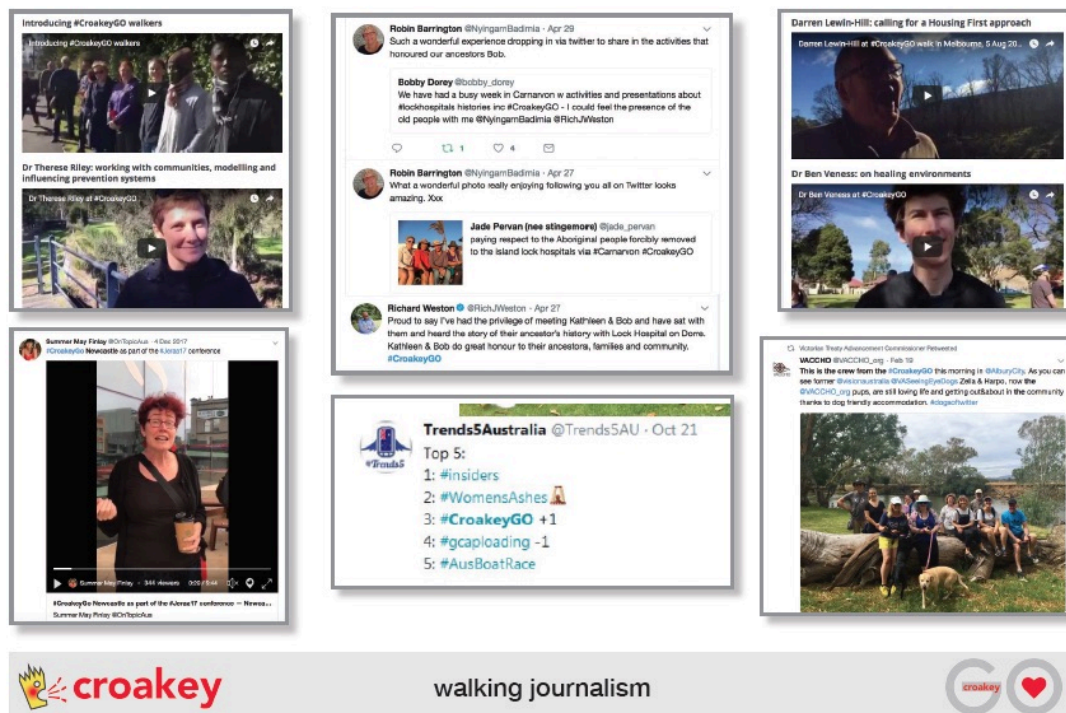 Introducing #CroakeyGO walkers
Introducing #CroakeyGO walkers
Dr Therese Riley: working with communities, modelling and
influencing prevention systems
Dr Therese Riley at #CroakeyGO
Summer May Finlay @OnTopicAus · 4 Dec 2017
#CroakeyGo Newcastle as part of the #Jeraa17 conference
Summer May Finlay · 344 viewers
#CroakeyGo Newcastle as part of the #Jeraa17 conference — Newcas...
Summer May Finlay @OnTopicAus
Robin Barrington @NyingamBadimia · Apr 29
Such a wonderful experience dropping in via twitter to share in the activities that
honoured our ancestors Bob.
Bobby Dorey @bobby_dorey
We have had a busy week in Carnarvon w activities and presentations about
#lockhospitals histories inc #CroakeyGO - I could feel the presence of the
old people with me @NyingarnBadimia @RichJWeston
1 4
Robin Barrington @NyingamBadimia · Apr 27
What a wonderful photo really enjoying following you all on Twitter looks
amazing. Xxx
Jade Pervan (nee stingemore) @jade_pervan
paying respect to the Aboriginal people forcibly removed
to the island lock hospitals via #Carnarvon #CroakeyGO
Richard Weston @RichJWeston · Apr 27
Proud to say I've had the privilege of meeting Kathleen & Bob and have sat with
them and heard the story of their ancestor's history with Lock Hospital on Dorre.
Kathleen & Bob do great honour to their ancestors, families and community.
#CroakeyGO
#Trends5
Trends5Australia @Trends5AU · Oct 21
Top 5:
1: #insiders
2: #WomensAshes
3: #CroakeyGO +1
4: #gcaploading -1
5: #AusBoatRace
Darren Lewin-Hill: calling for a Housing First approach
Darren Lewin-Hill at #CroakeyGO walk in Melbourne, 5 Aug 20...
Dr Ben Veness: on healing environments
Dr Ben Veness at #CroakeyGO
Victorian Treaty Advancement Commissioner Retweeted
VACCHO @VACCHO_org · Feb 19
This is the crew from the #CroakeyGO this morning in @AlburyCity. As you can
see former @visionaustralia @VASeeingEyeDogs Zella & Harpo, now the
@VACCHO_org pups, are still loving life and getting out&about in the community
thanks to dog friendly accommodation. #dogsoftwitter
croakey
walking journalism
croakey